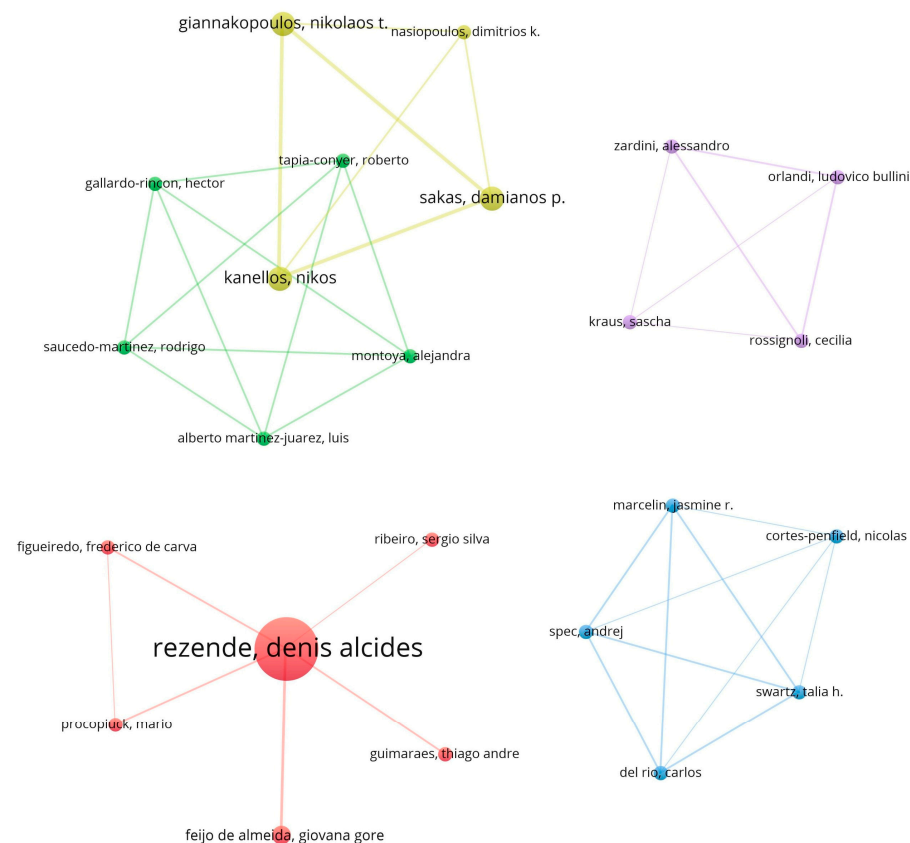 giannakopoulos, nikolaos t.
nasiopoulos, dimitrios k.
tapia-conyer, roberto
gallardo-rincon, hector
sakas, damianos p.
kanellos, nikos
saucedo-martinez, rodrigo
montoya, alejandra
alberto martinez-juarez, luis
zardini, alessandro
orlandi, ludovico bullini
kraus, sascha
rossignoli, cecilia
figueiredo, frederico de carva
ribeiro, sergio silva
rezende, denis alcides
procopiuck, mario
guimaraes, thiago andre
feijo de almeida, giovana gore
marcelin, jasmine r.
cortes-penfield, nicolas
spec, andrej
swartz, talia h.
del rio, carlos